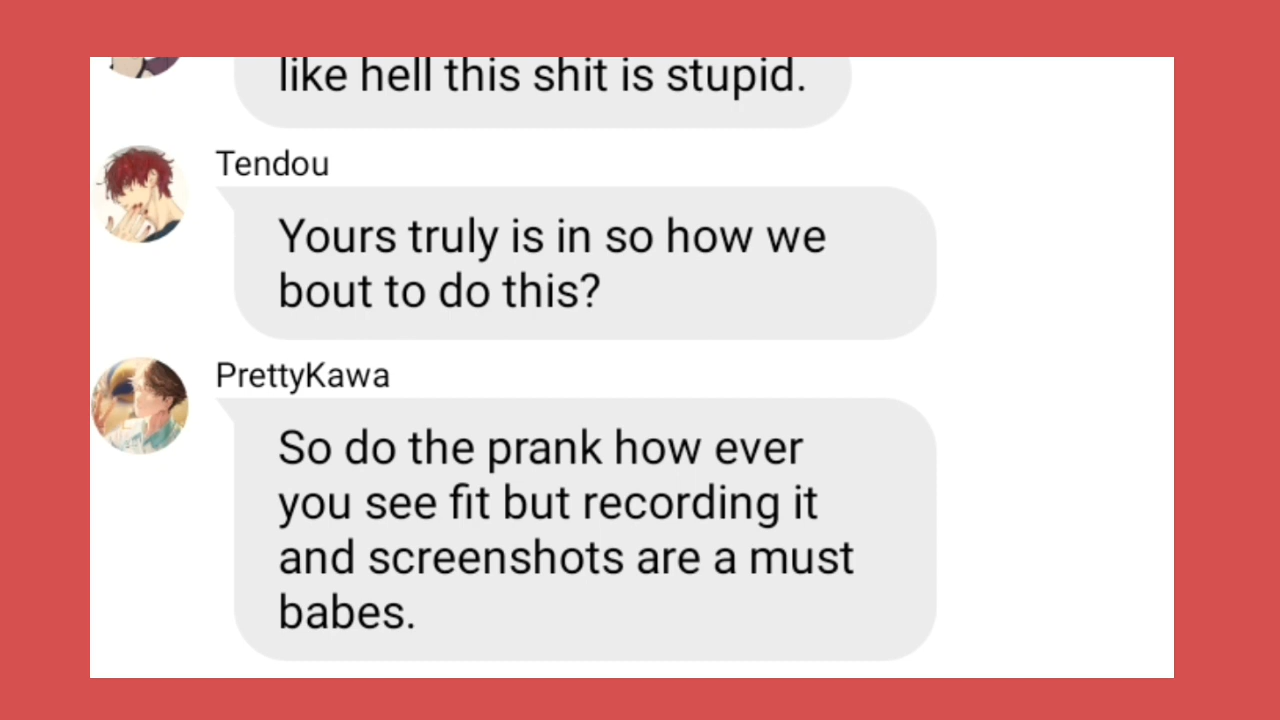 like hell this shit is stupid.
Tendou
Yours truly is in so how we
bout to do this?
PrettyKawa
So do the prank how ever
you see fit but recording it
and screenshots are a must
babes.